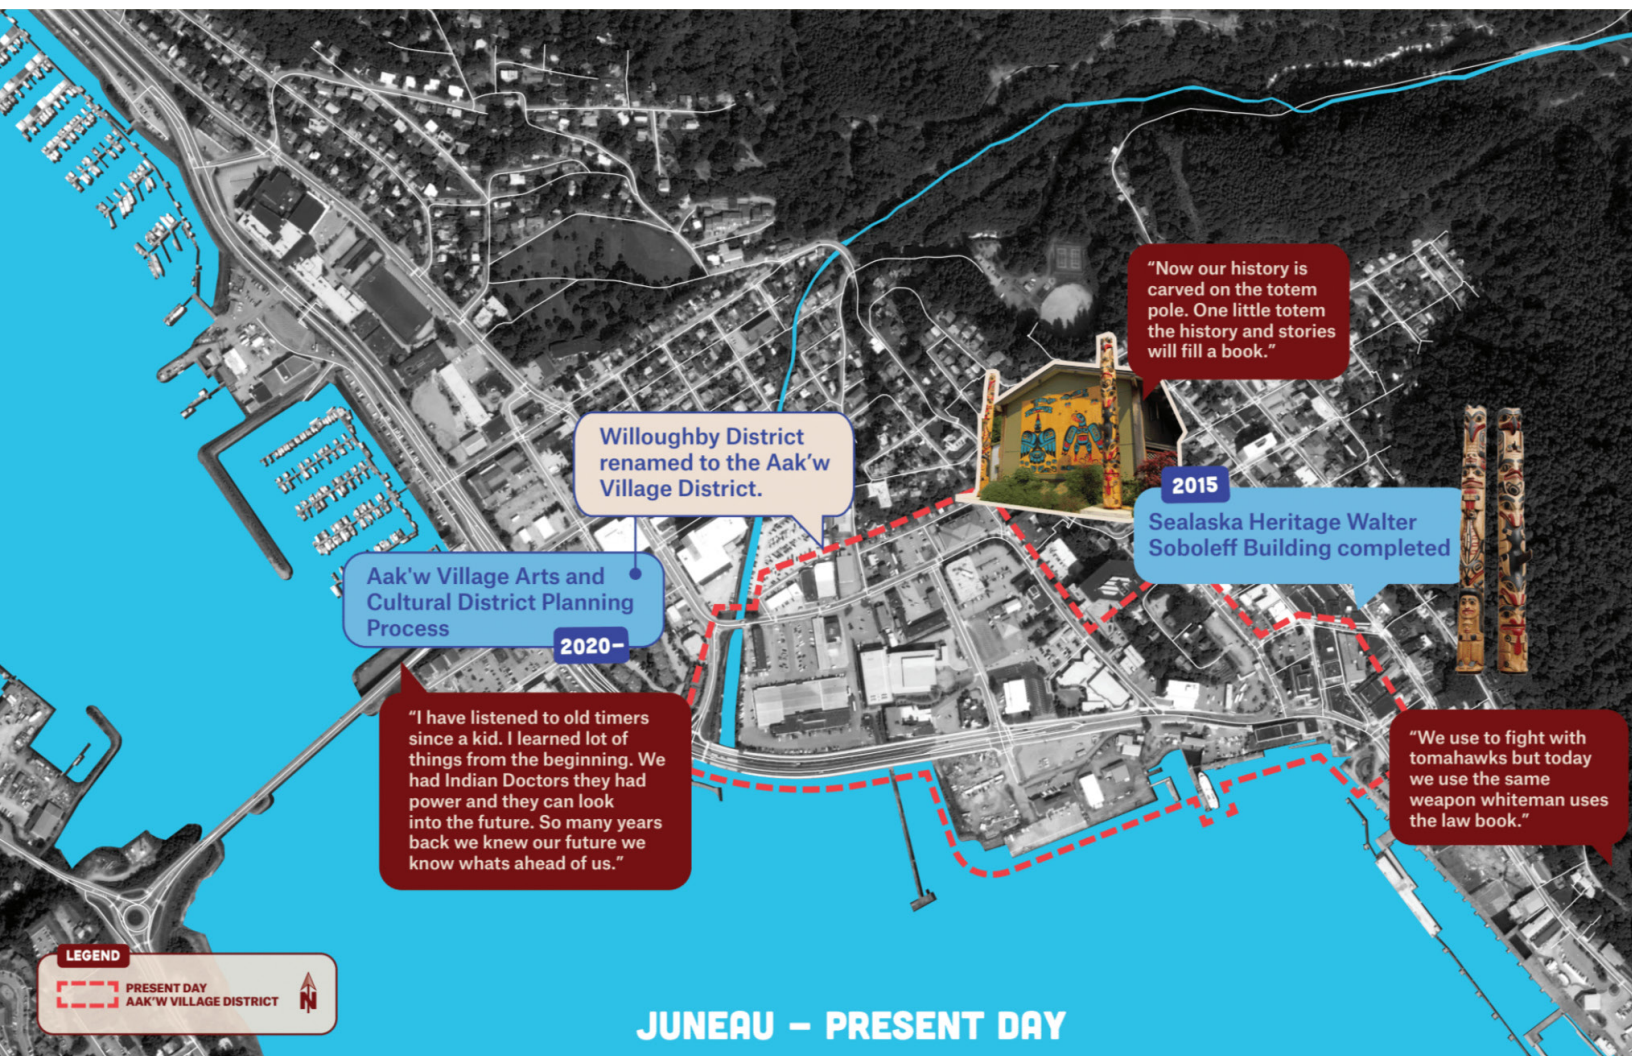 “Now our history is
carved on the totem
pole. One little totem
the history and stories
will fill a book.”
Willoughby District
renamed to the Aak’w
Village District.
2015
Sealaska Heritage Walter
Soboleff Building completed
Aak'w Village Arts and
Cultural District Planning
Process
2020–
“I have listened to old timers
since a kid. I learned lot of
things from the beginning. We
had Indian Doctors they had
power and they can look
into the future. So many years
back we knew our future we
know whats ahead of us.”
“We use to fight with
tomahawks but today
we use the same
weapon whiteman uses
the law book.”
LEGEND
PRESENT DAY
AAK’W VILLAGE DISTRICT
N
JUNEAU – PRESENT DAY